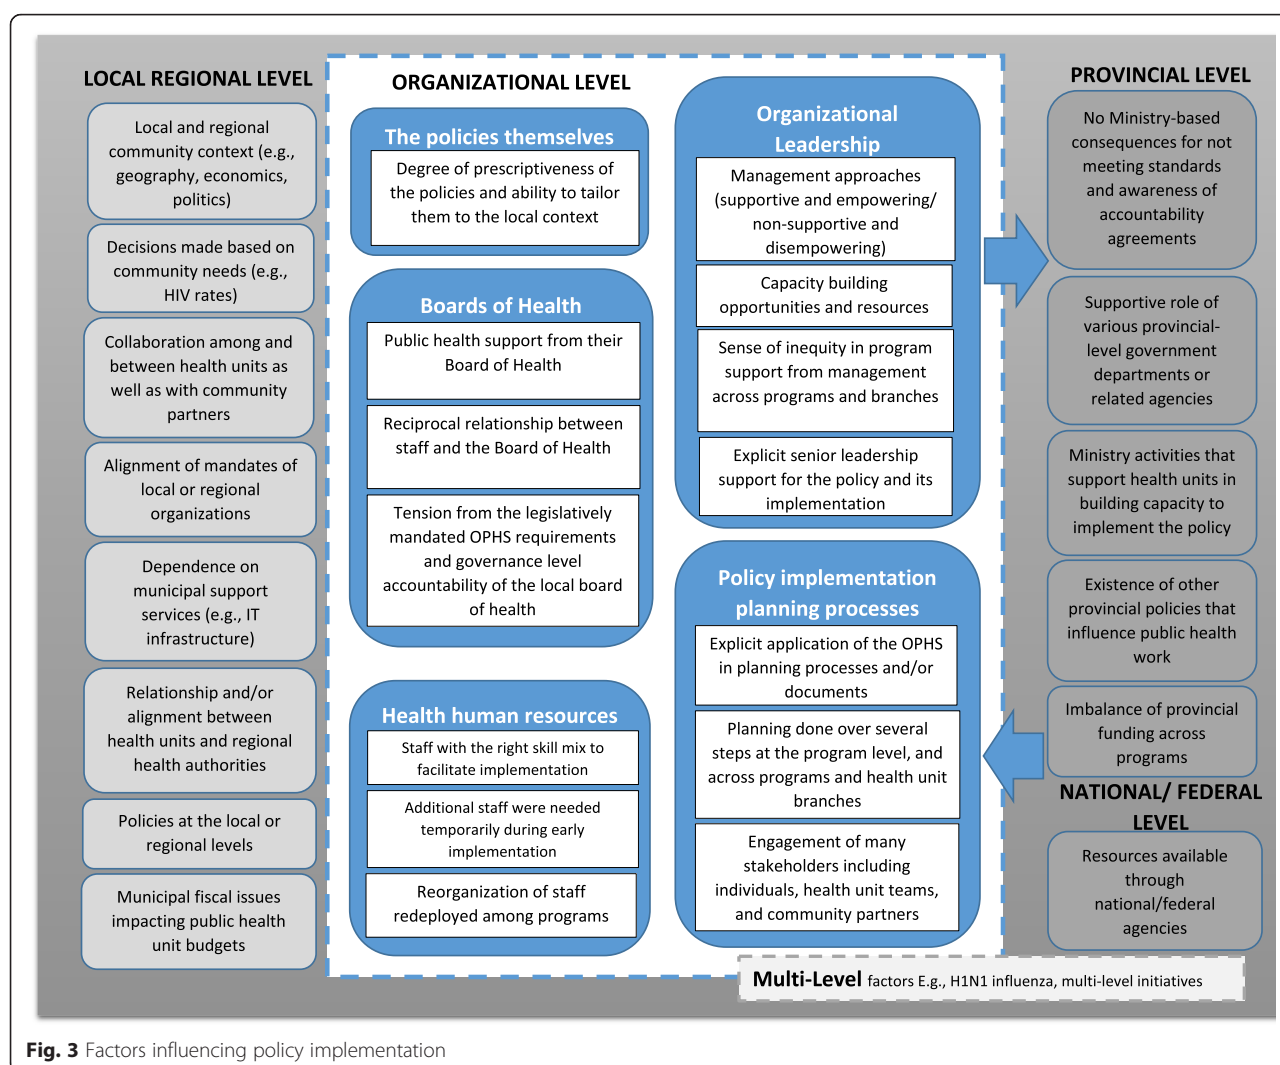 LOCAL REGIONAL LEVEL
Local and regional
community context (e.g.,
geography, economics,
politics)
Decisions made based on
community needs (e.g.,
HIV rates)
Collaboration among and
between health units as
well as with community
partners
Alignment of mandates of
local or regional
organizations
Dependence on
municipal support
services (e.g., IT
infrastructure)
Relationship and/or
alignment between
health units and regional
health authorities
Policies at the local or
regional levels
Municipal fiscal issues
impacting public health
unit budgets
ORGANIZATIONAL LEVEL
The policies themselves
Degree of prescriptiveness of
the policies and ability to tailor
them to the local context
Boards of Health
Public health support from their
Board of Health
Reciprocal relationship between
staff and the Board of Health
Tension from the legislatively
mandated OPHS requirements
and governance level
accountability of the local board
of health
Health human resources
Staff with the right skill mix to
facilitate implementation
Additional staff were needed
temporarily during early
implementation
Reorganization of staff
redeployed among programs
Organizational
Leadership
Management approaches
(supportive and empowering/
non-supportive and
disempowering)
Capacity building
opportunities and resources
Sense of inequity in program
support from management
across programs and branches
Explicit senior leadership
support for the policy and its
implementation
Policy implementation
planning processes
Explicit application of the OPHS
in planning processes and/or
documents
Planning done over several
steps at the program level, and
across programs and health unit
branches
Engagement of many
stakeholders including
individuals, health unit teams,
and community partners
PROVINCIAL LEVEL
No Ministry-based
consequences for not
meeting standards
and awareness of
accountability
agreements
Supportive role of
various provincial-
level government
departments or
related agencies
Ministry activities that
support health units in
building capacity to
implement the policy
Existence of other
provincial policies that
influence public health
work
Imbalance of provincial
funding across
programs
NATIONAL/ FEDERAL
LEVEL
Resources available
through
national/federal
agencies
Multi-Level factors E.g., H1N1 influenza, multi-level initiatives
Fig. 3 Factors influencing policy implementation